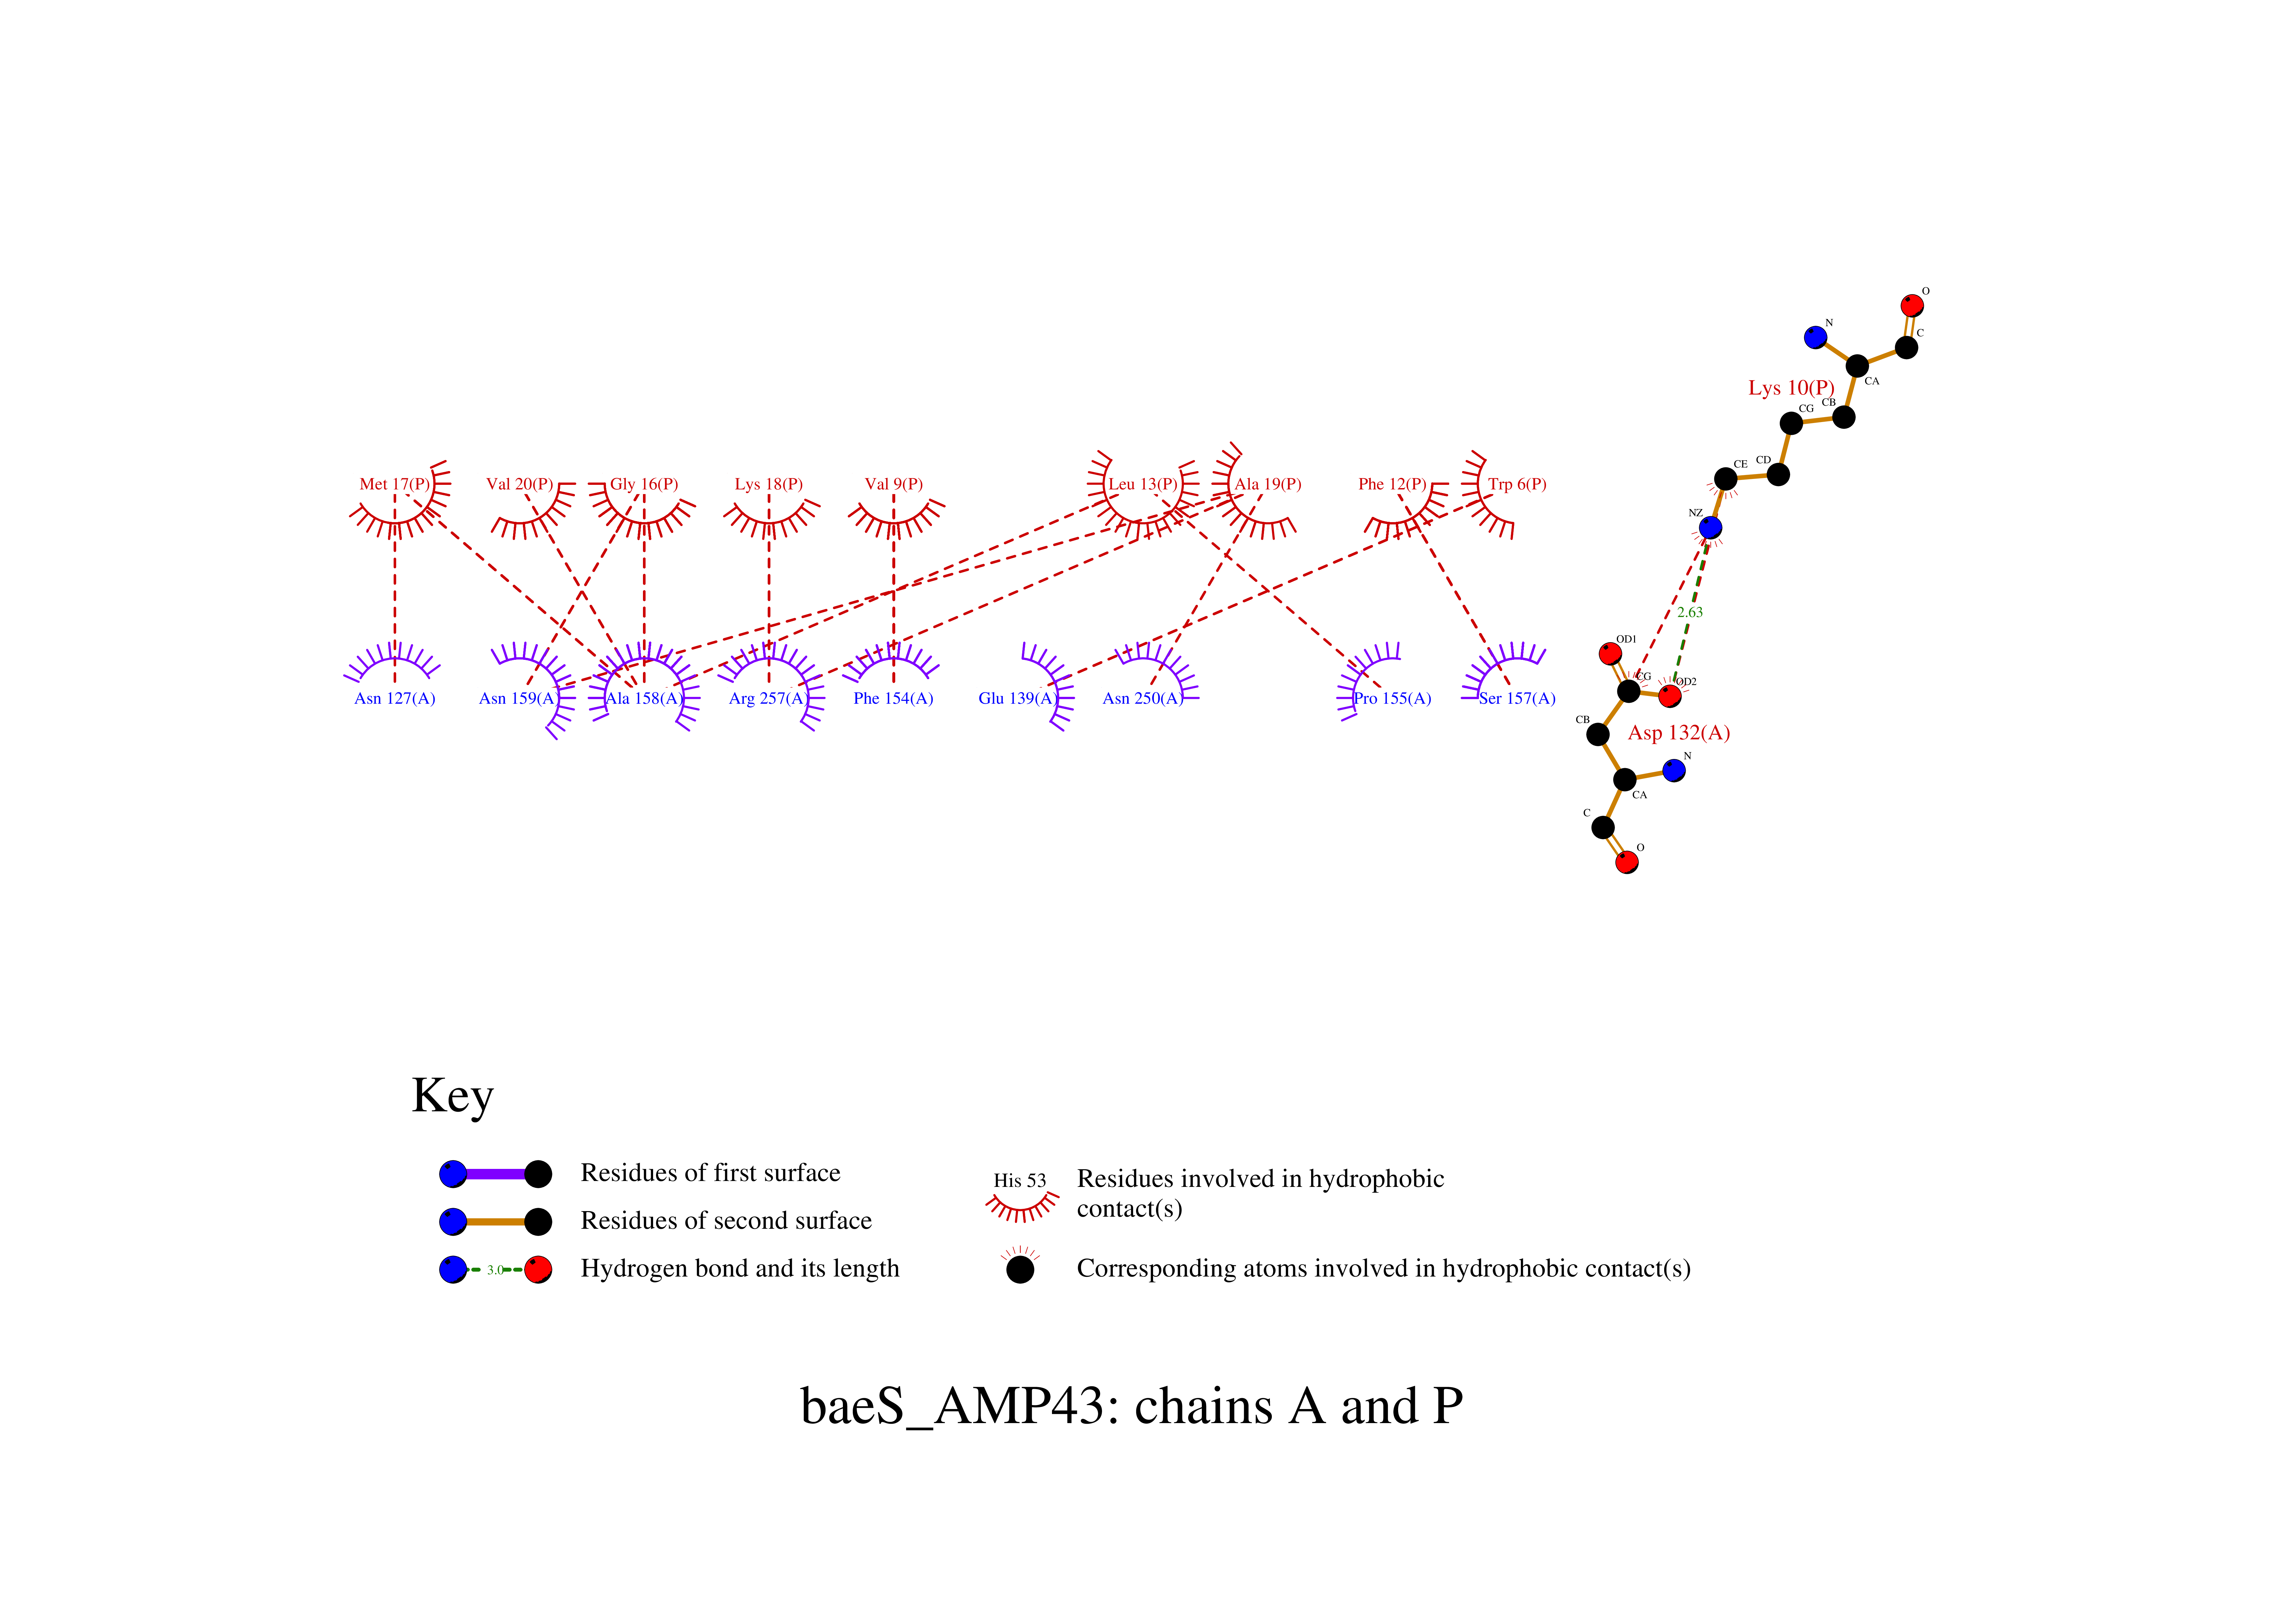 O
N
C
CA
Lys 10(P)
CB
CG
CE
CD
NZ
Met 17(P) Val 20(P) Gly 16(P) Lys 18(P) Val 9(P) Leu 13(P) Ala 19(P) Phe 12(P) Trp 6(P)
2.63
OD1
CG
OD2
Asn 127(A) Asn 159(A) Ala 158(A) Arg 257(A) Phe 154(A) Glu 139(A) Asn 250(A) Pro 155(A) Ser 157(A)
CB
Asp 132(A)
N
CA
C
O
Key
Residues of first surface
Residues of second surface
3.0
Hydrogen bond and its length
His 53
Residues involved in hydrophobic
contact(s)
Corresponding atoms involved in hydrophobic contact(s)
baeS_AMP43: chains A and P